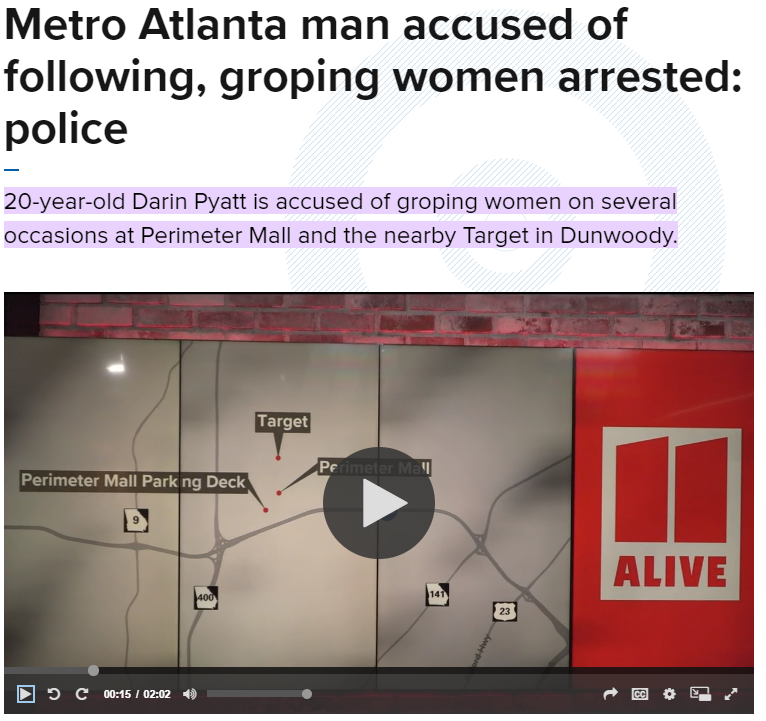 Metro Atlanta man accused of
following, groping women arrested:
police
20-year-old Darin Pyatt is accused of groping women on several
occasions at Perimeter Mall and the nearby Target in Dunwoody.
Target
Perimeter Mall
Perimeter Mall Parking Deck
9
400
141
23
11
ALIVE
00:15 / 02:02
CC